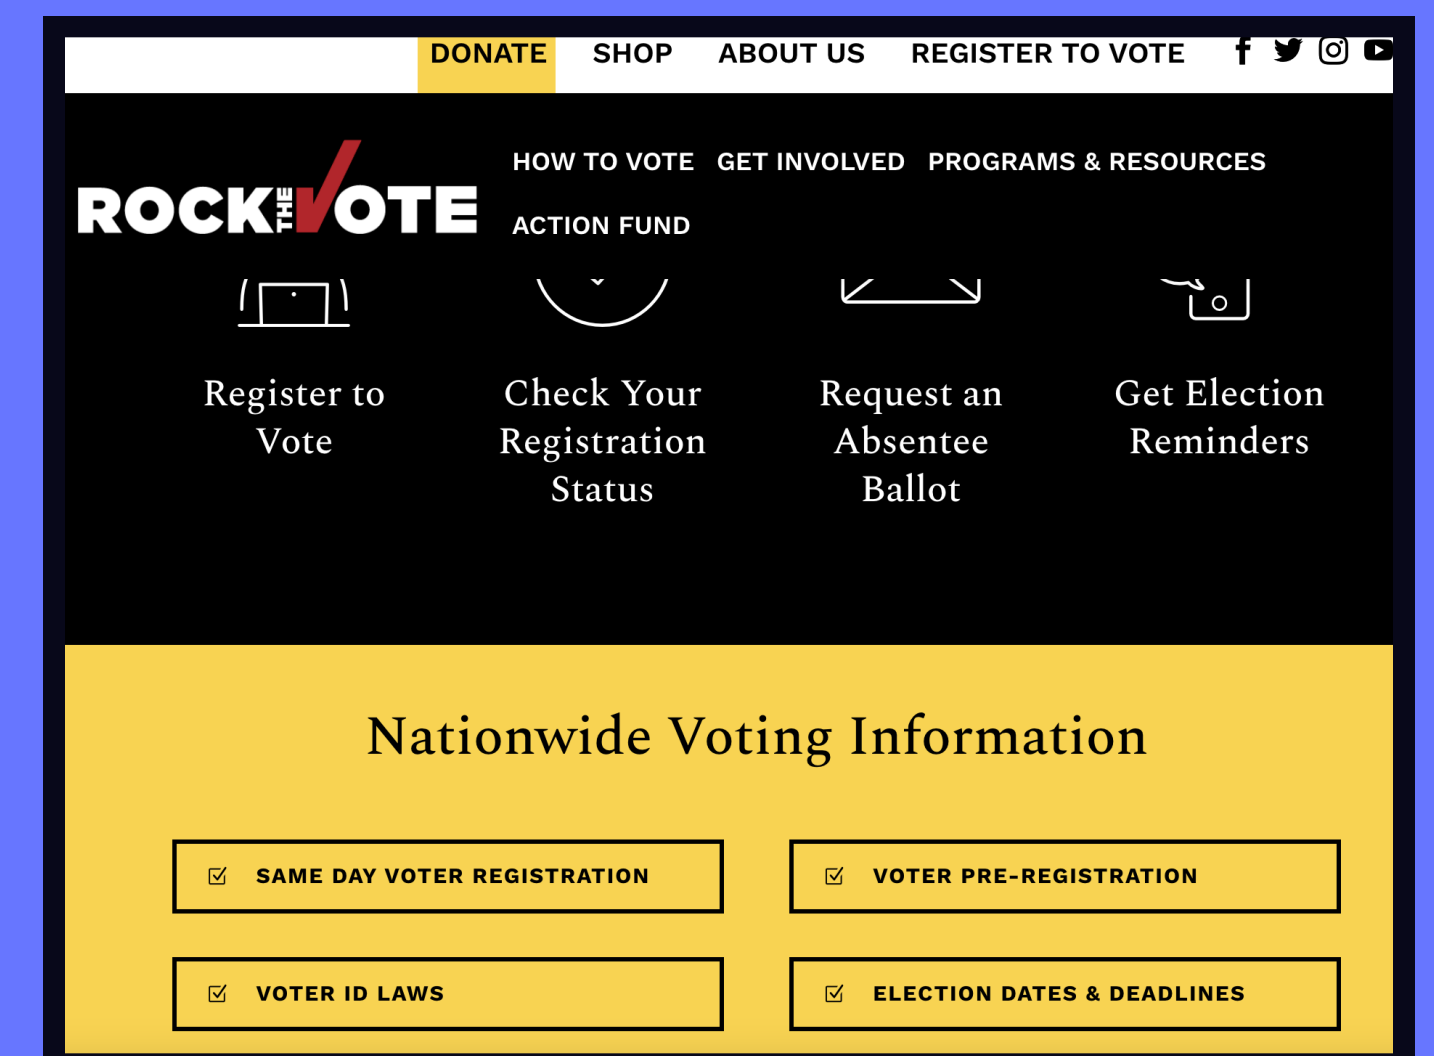 DONATE SHOP ABOUT US REGISTER TO VOTE
ROCK THE VOTE
HOW TO VOTE GET INVOLVED PROGRAMS & RESOURCES
ACTION FUND
Register to
Vote
Check Your
Registration
Status
Request an
Absentee
Ballot
Get Election
Reminders
Nationwide Voting Information
SAME DAY VOTER REGISTRATION
VOTER PRE-REGISTRATION
VOTER ID LAWS
ELECTION DATES & DEADLINES